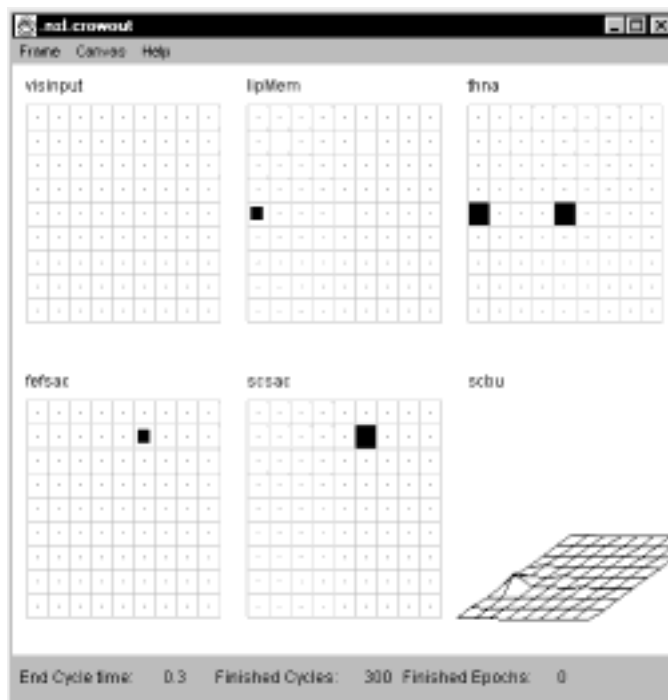 .nsl.crowout
Frame Canvas Help
visinput lipMem thna
fefsac scsac scbu
End Cycle time: 0.3 Finished Cycles: 300 Finished Epochs: 0